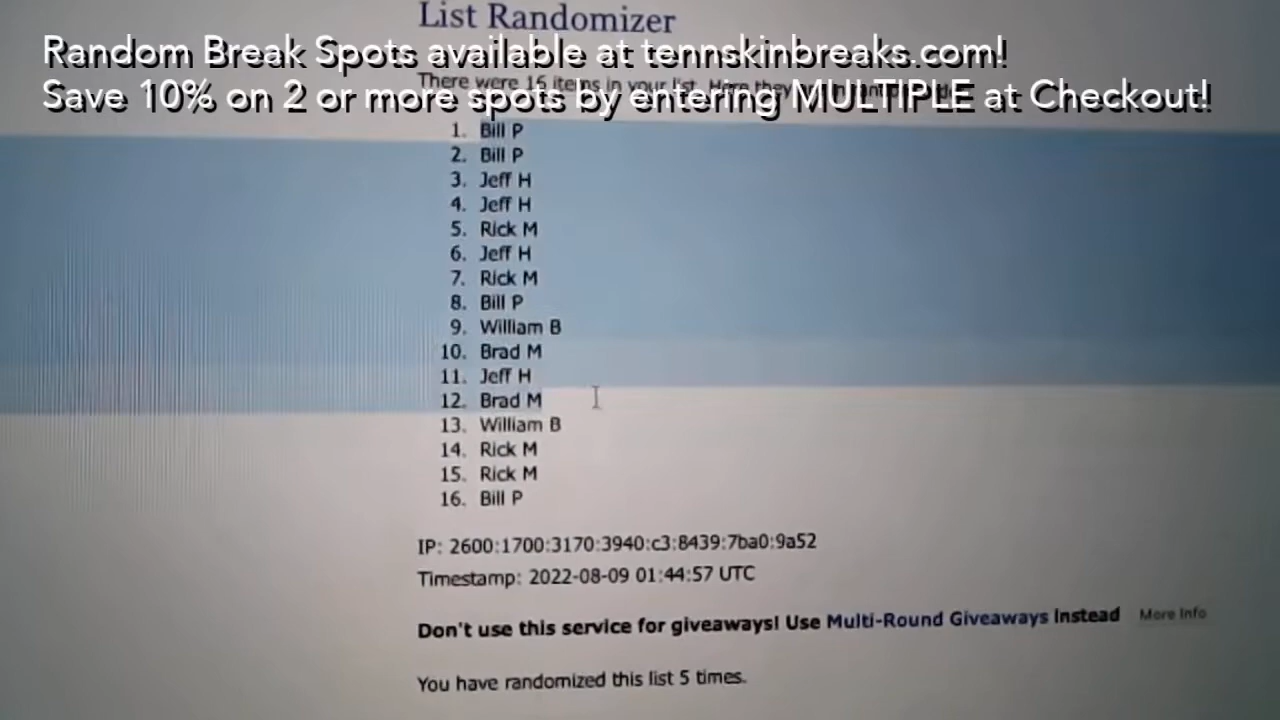 List Randomizer
Random Break Spots available at tennskinbreaks.com!
There were 16 items in your list. Here they
Save 10% on 2 or more spots by entering MULTIPLE at Checkout!
1. Bill P
2. Bill P
3. Jeff H
4. Jeff H
5. Rick M
6. Jeff H
7. Rick M
8. Bill P
9. William B
10. Brad M
11. Jeff H
12. Brad M
13. William B
14. Rick M
15. Rick M
16. Bill P
IP: 2600:1700:3170:3940:c3:8439:7ba0:9a52
Timestamp: 2022-08-09 01:44:57 UTC
Don't use this service for giveaways! Use Multi-Round Giveaways instead More Info
You have randomized this list 5 times.